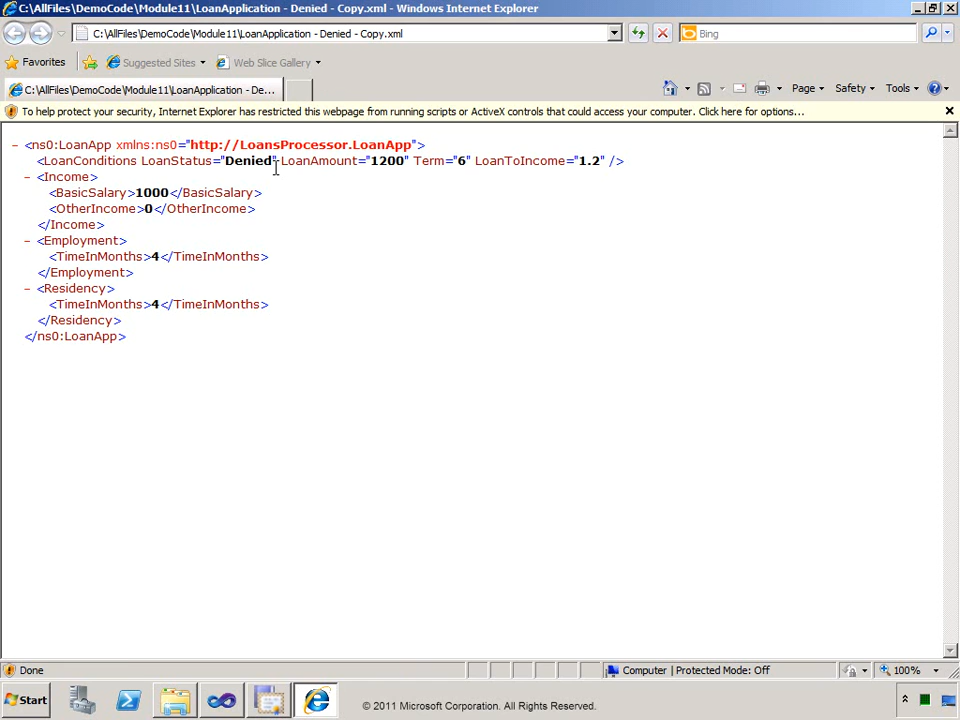 C:\AllFiles\DemoCode\Module11\LoanApplication - Denied - Copy.xml - Windows Internet Explorer
C:\AllFiles\DemoCode\Module11\LoanApplication - Denied - Copy.xml
Bing
Favorites Suggested Sites Web Slice Gallery
C:\AllFiles\DemoCode\Module11\LoanApplication - De...
Page Safety Tools
To help protect your security, Internet Explorer has restricted this webpage from running scripts or ActiveX controls that could access your computer. Click here for options...
- <ns0:LoanApp xmlns:ns0="http://LoansProcessor.LoanApp">
<LoanConditions LoanStatus="Denied" LoanAmount="1200" Term="6" LoanToIncome="1.2" />
- <Income>
<BasicSalary>1000</BasicSalary>
<OtherIncome>0</OtherIncome>
</Income>
- <Employment>
<TimeInMonths>4</TimeInMonths>
</Employment>
- <Residency>
<TimeInMonths>4</TimeInMonths>
</Residency>
</ns0:LoanApp>
Done
Computer | Protected Mode: Off
100%
Start
© 2011 Microsoft Corporation. All Rights Reserved.